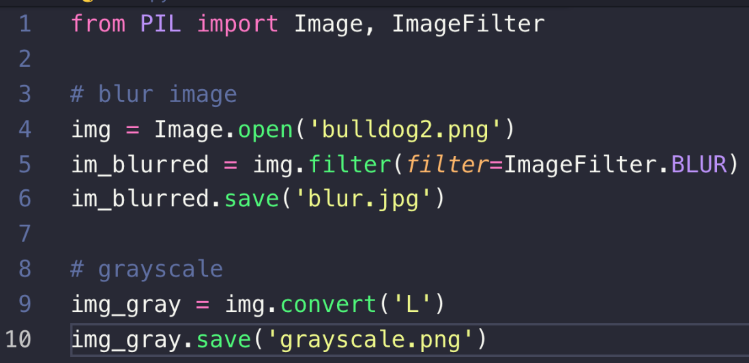 1 from PIL import Image, ImageFilter
2
3 # blur image
4 img = Image.open('bulldog2.png')
5 im_blurred = img.filter(filter=ImageFilter.BLUR)
6 im_blurred.save('blur.jpg')
7
8 # grayscale
9 img_gray = img.convert('L')
10 img_gray.save('grayscale.png')